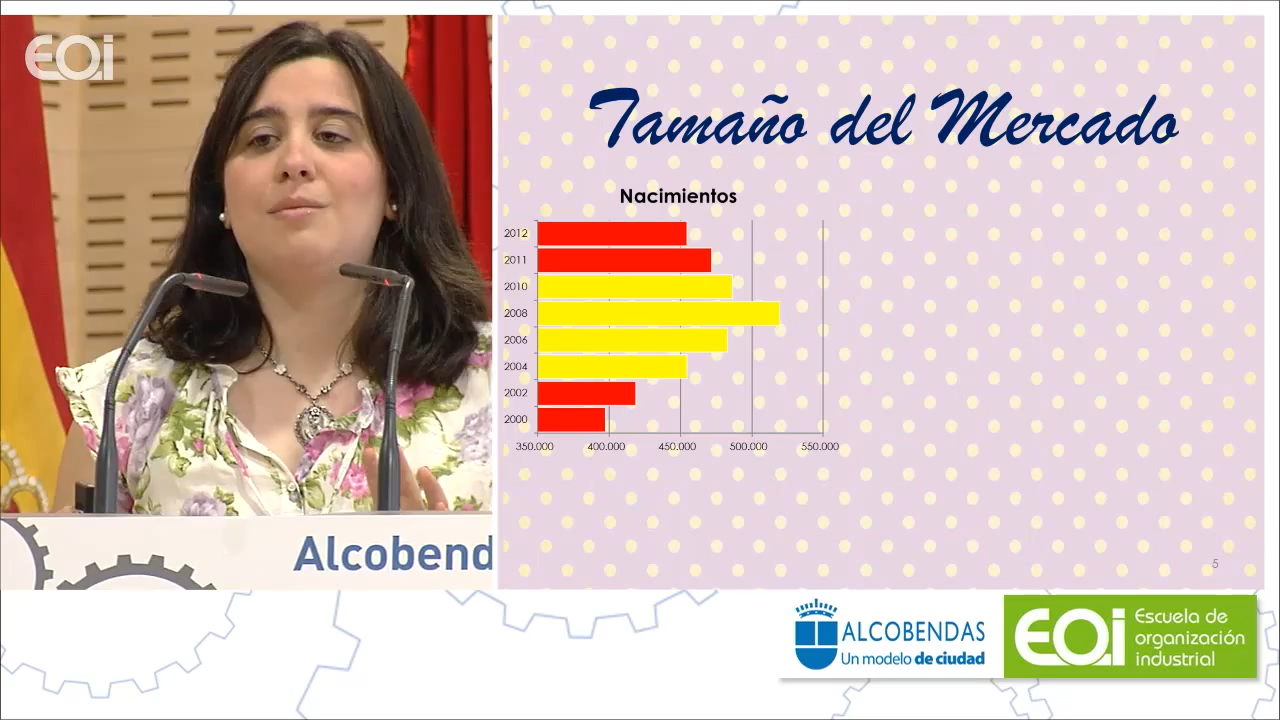 EOi
Tamaño del Mercado
Nacimientos
2012
2011
2010
2008
2006
2004
2002
2000
350.000 400.000 450.000 500.000 550.000
5
Alcobend
ALCOBENDAS
Un modelo de ciudad
EOi
Escuela de
organización
industrial